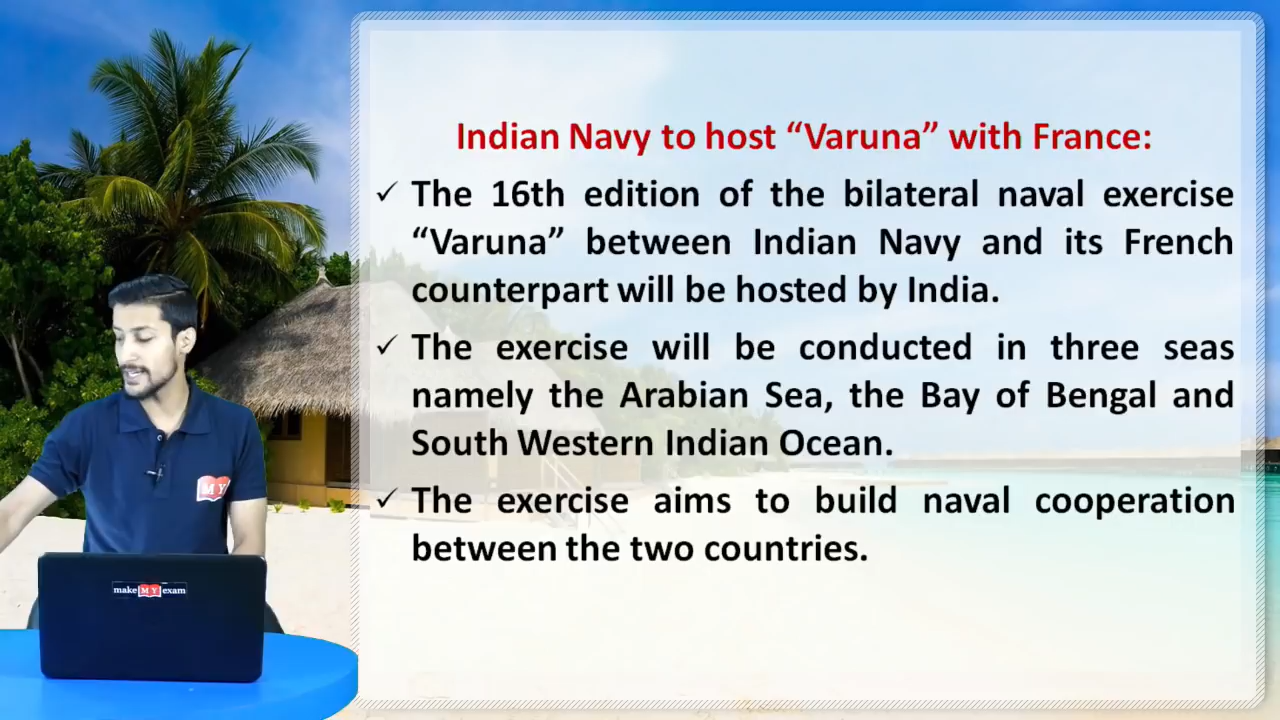 Indian Navy to host “Varuna” with France:
✓ The 16th edition of the bilateral naval exercise
“Varuna” between Indian Navy and its French
counterpart will be hosted by India.
✓ The exercise will be conducted in three seas
namely the Arabian Sea, the Bay of Bengal and
South Western Indian Ocean.
✓ The exercise aims to build naval cooperation
between the two countries.
MY
make MY exam